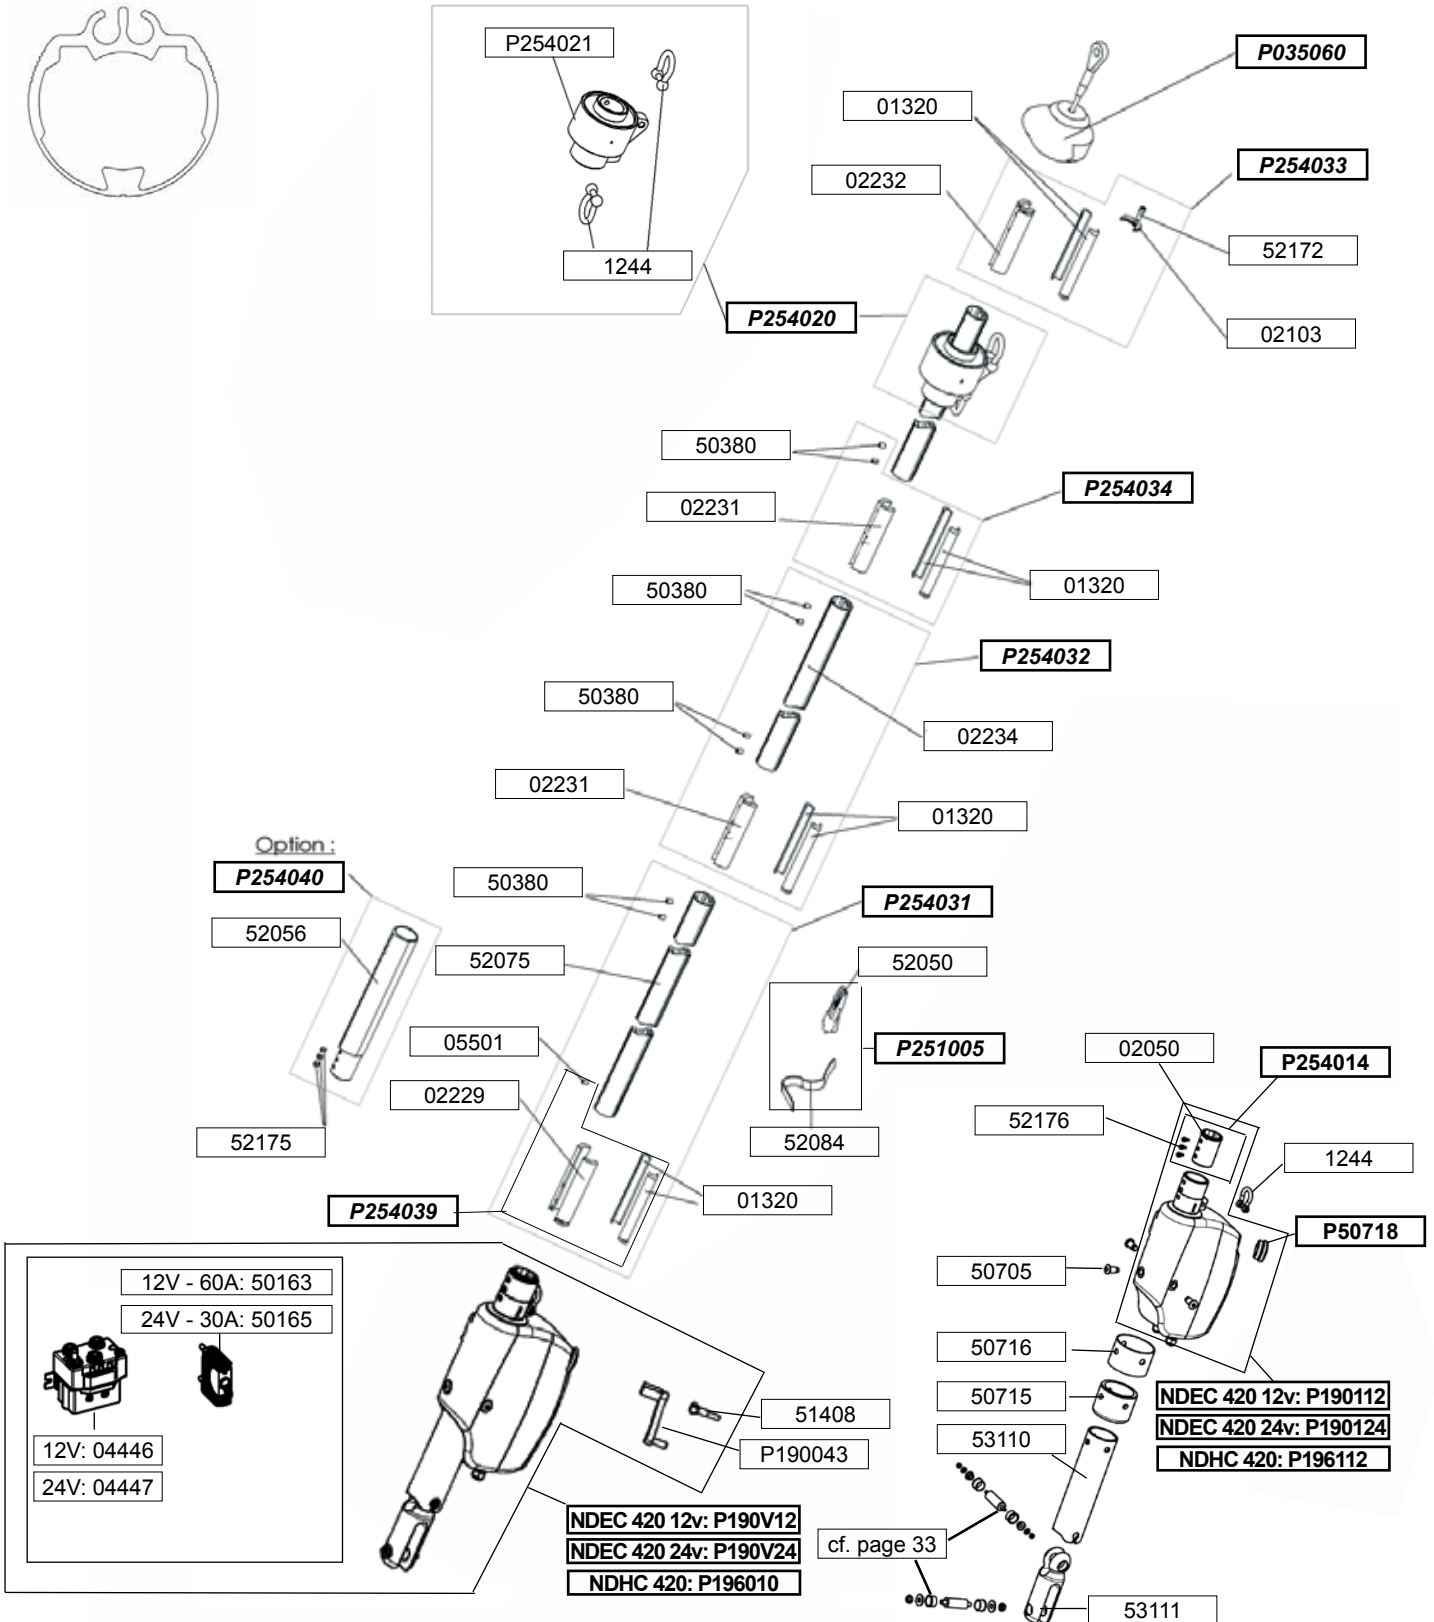 P254021
P035060
01320
P254033
02232
52172
1244
P254020
02103
50380
P254034
02231
50380
01320
P254032
50380
02234
02231
01320
Option :
P254040
50380
P254031
52056
52075
52050
05501
P251005
02050
P254014
02229
52176
52175
52084
1244
01320
P254039
P50718
12V - 60A: 50163
50705
24V - 30A: 50165
50716
50715
NDEC 420 12v: P190112
51408
NDEC 420 24v: P190124
12V: 04446
P190043
53110
NDHC 420: P196112
24V: 04447
NDEC 420 12v: P190V12
NDEC 420 24v: P190V24
cf. page 33
NDHC 420: P196010
53111